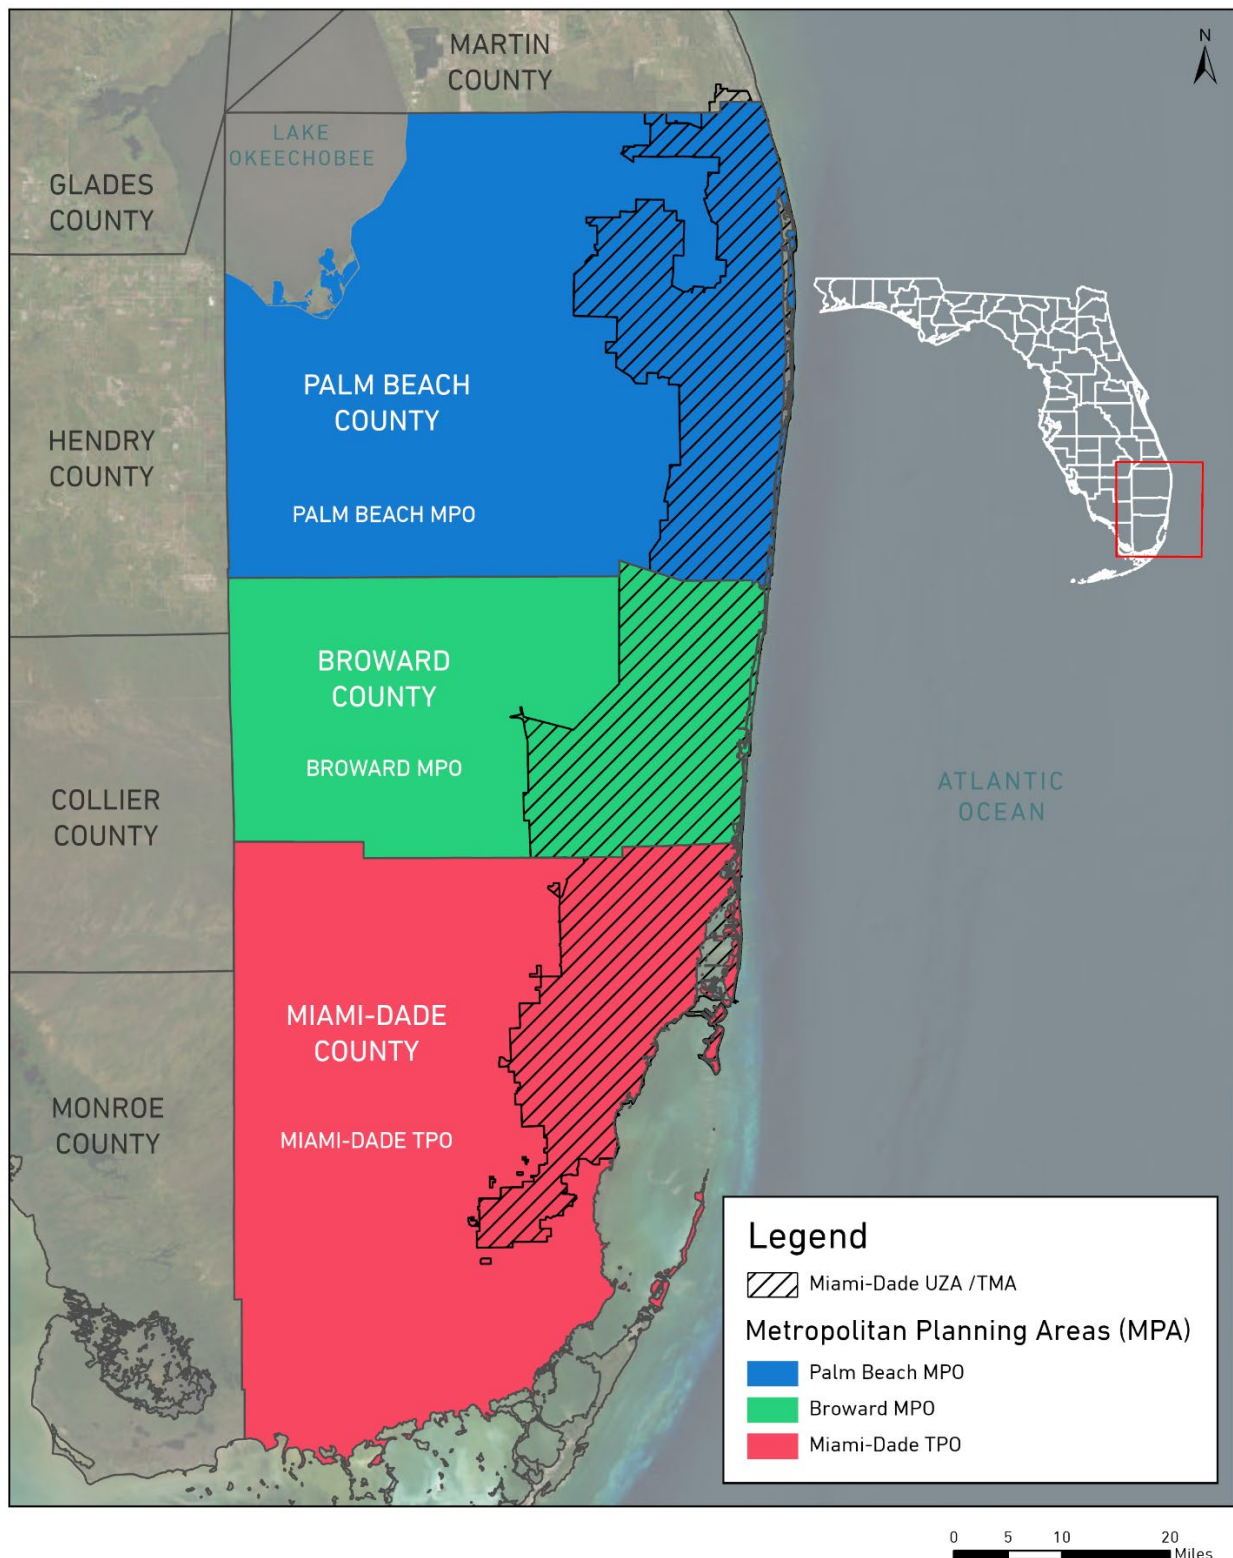 N
MARTIN
COUNTY
LAKE
OKEECHOBEE
GLADES
COUNTY
PALM BEACH
COUNTY
HENDRY
COUNTY
PALM BEACH MPO
BROWARD
COUNTY
BROWARD MPO
COLLIER
COUNTY
ATLANTIC
OCEAN
MIAMI-DADE
COUNTY
MONROE
COUNTY
MIAMI-DADE TPO
Legend
Miami-Dade UZA /TMA
Metropolitan Planning Areas (MPA)
Palm Beach MPO
Broward MPO
Miami-Dade TPO
0 5 10 20
Miles